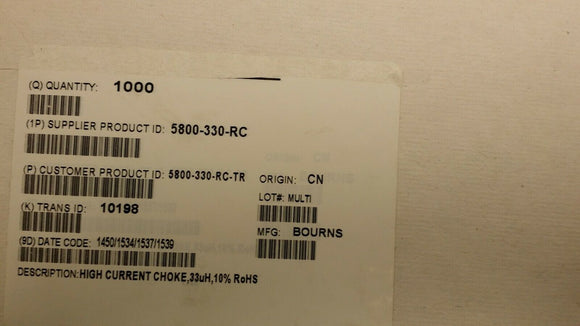 (Q) QUANTITY: 1000
(1P) SUPPLIER PRODUCT ID: 5800-330-RC
(P) CUSTOMER PRODUCT ID: 5800-330-RC-TR
ORIGIN: CN
(K) TRANS ID: 10198
LOT#: MULTI
MFG: BOURNS
(9D) DATE CODE: 1450/1534/1537/1539
DESCRIPTION: HIGH CURRENT CHOKE,33uH,10% RoHS